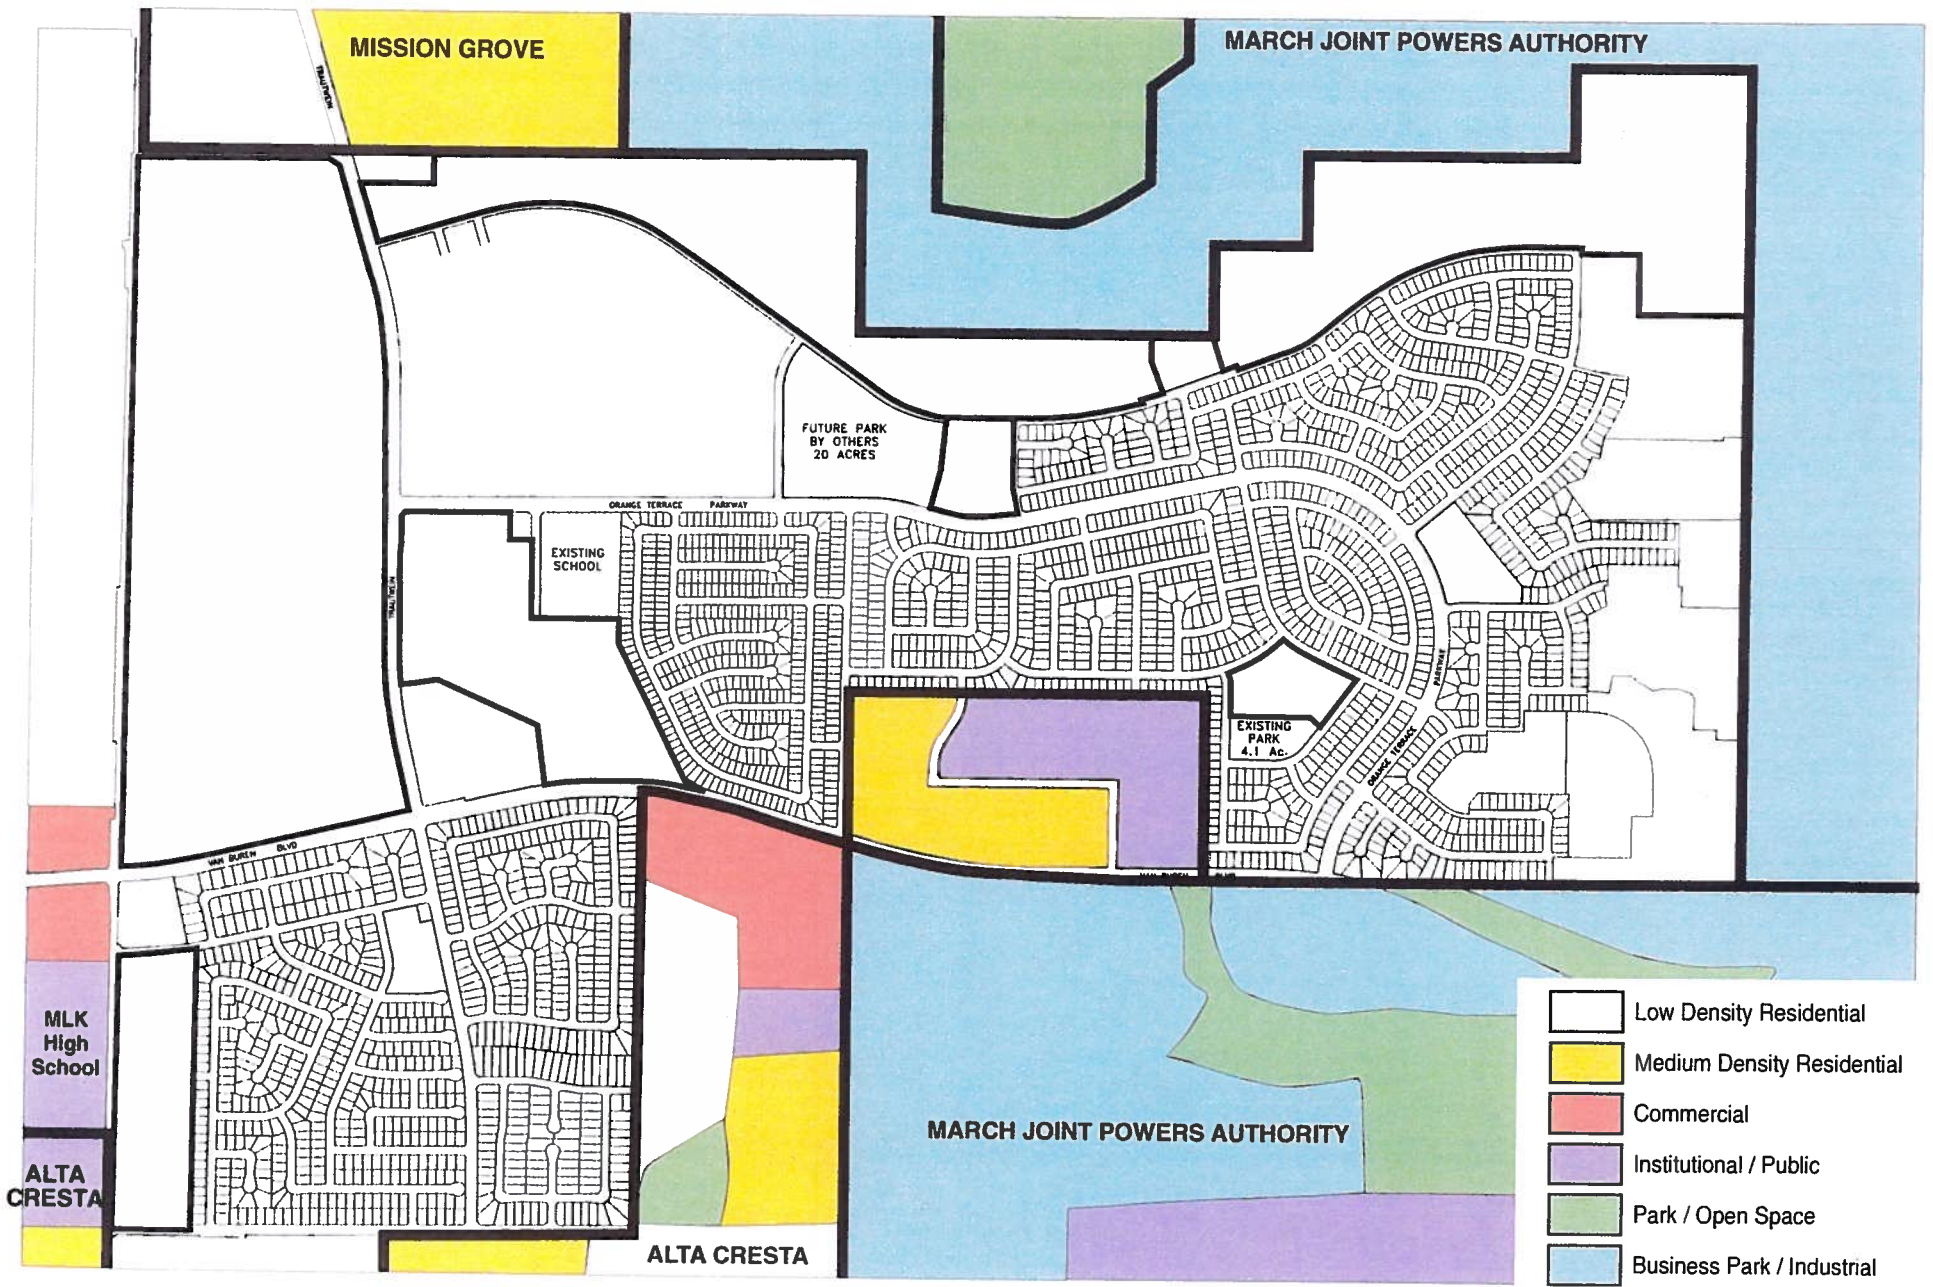 MISSION GROVE
MARCH JOINT POWERS AUTHORITY
TRAUTWEIN
FUTURE PARK
BY OTHERS
20 ACRES
ORANGE TERRACE PARKWAY
EXISTING
SCHOOL
TRAUTWEIN
PARKWAY
EXISTING
PARK
4.1 Ac.
ORANGE TERRACE
VAN BUREN BLVD
VAN BUREN BLVD
MLK
High
School
ALTA
CRESTA
MARCH JOINT POWERS AUTHORITY
ALTA CRESTA
Low Density Residential
Medium Density Residential
Commercial
Institutional / Public
Park / Open Space
Business Park / Industrial